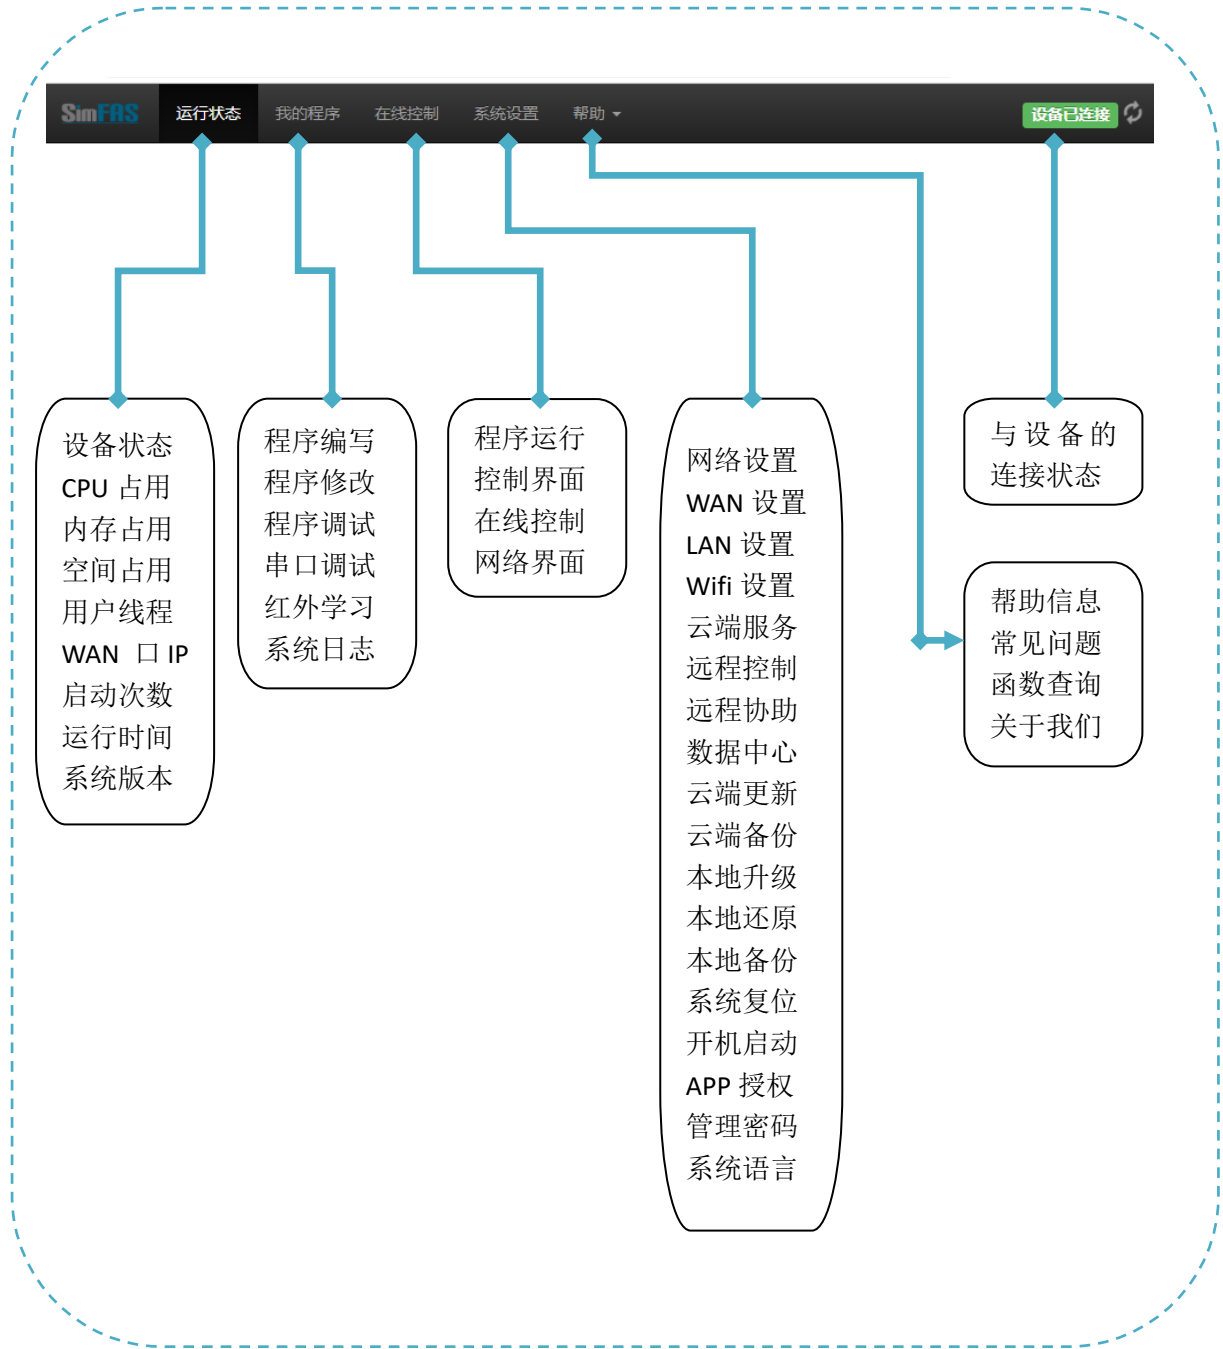 SimFAS 运行状态 我的程序 在线控制 系统设置 帮助 设备已连接
设备状态
CPU 占用
内存占用
空间占用
用户线程
WAN 口 IP
启动次数
运行时间
系统版本
程序编写
程序修改
程序调试
串口调试
红外学习
系统日志
程序运行
控制界面
在线控制
网络界面
网络设置
WAN 设置
LAN 设置
Wifi 设置
云端服务
远程控制
远程协助
数据中心
云端更新
云端备份
本地升级
本地还原
本地备份
系统复位
开机启动
APP 授权
管理密码
系统语言
与设备的
连接状态
帮助信息
常见问题
函数查询
关于我们